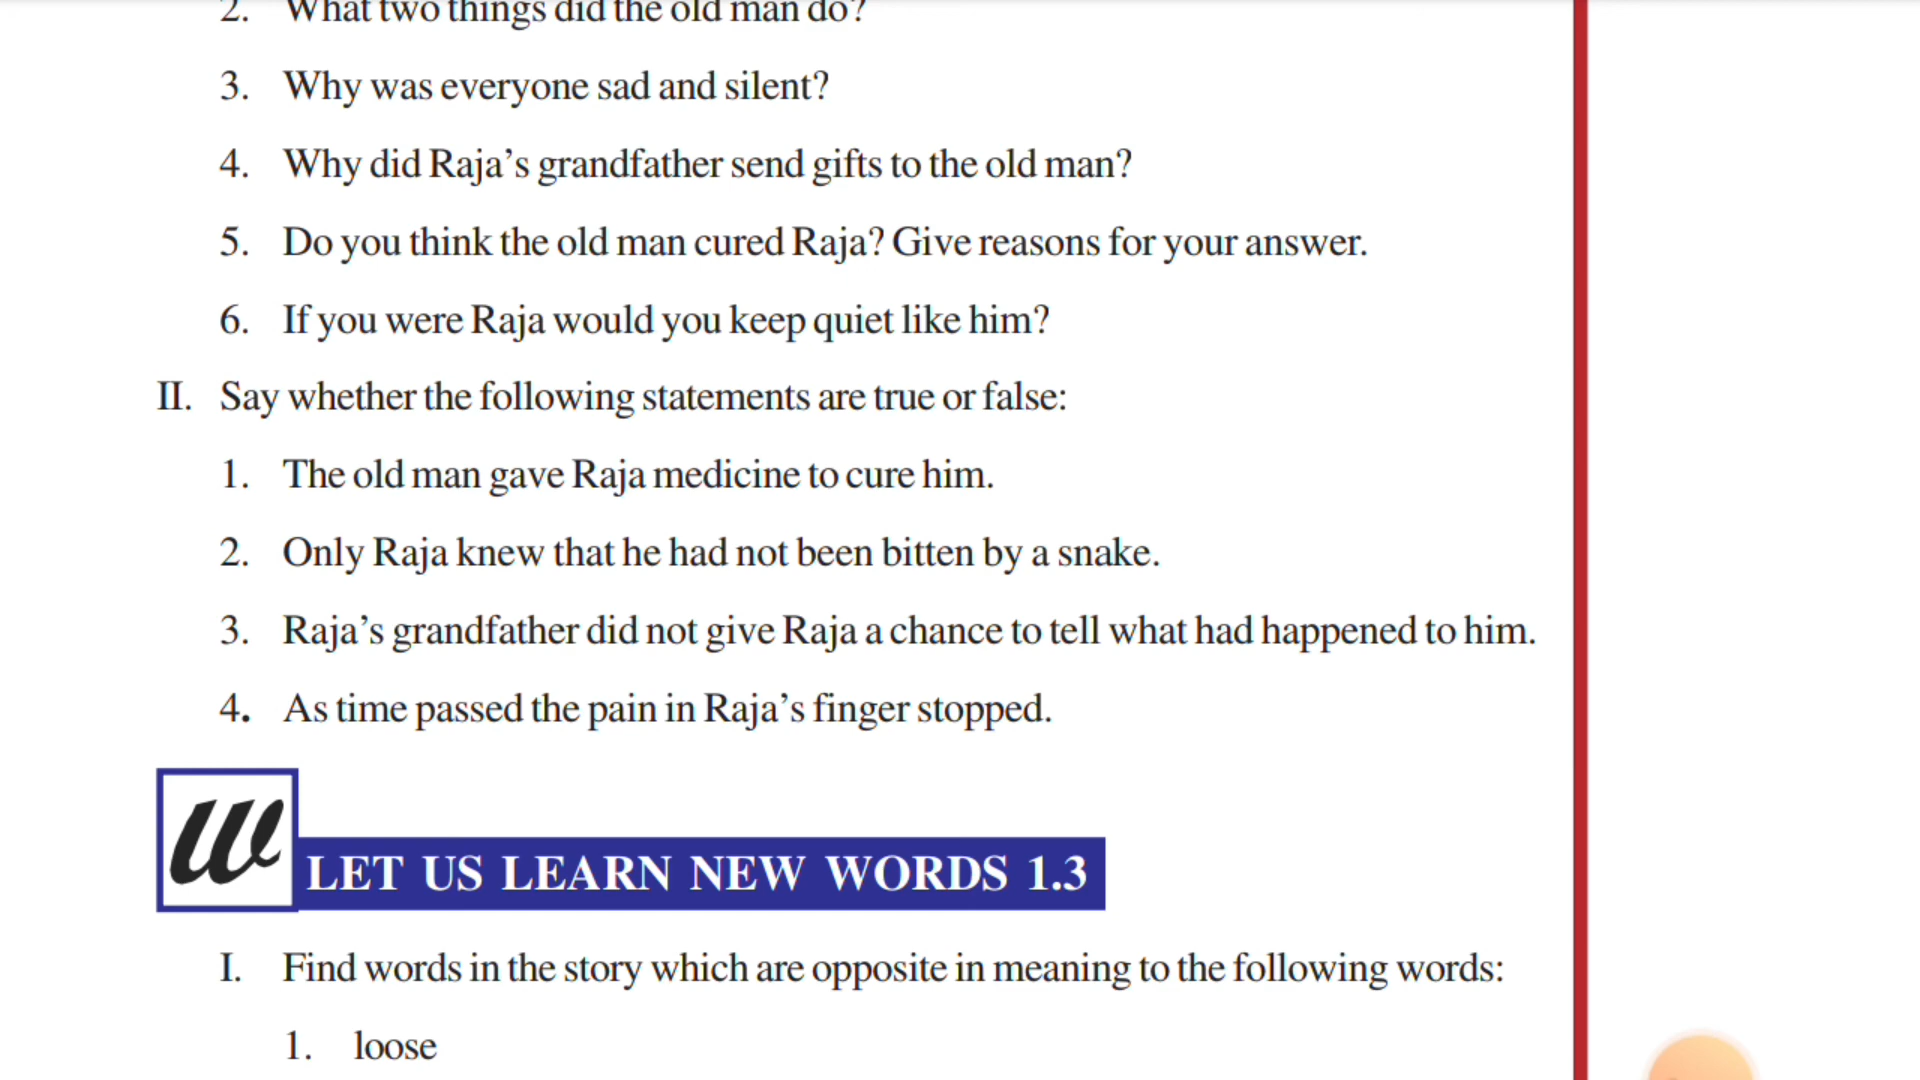 2. What two things did the old man do?
3. Why was everyone sad and silent?
4. Why did Raja’s grandfather send gifts to the old man?
5. Do you think the old man cured Raja? Give reasons for your answer.
6. If you were Raja would you keep quiet like him?
II. Say whether the following statements are true or false:
1. The old man gave Raja medicine to cure him.
2. Only Raja knew that he had not been bitten by a snake.
3. Raja’s grandfather did not give Raja a chance to tell what had happened to him.
4. As time passed the pain in Raja’s finger stopped.
W
LET US LEARN NEW WORDS 1.3
I. Find words in the story which are opposite in meaning to the following words:
1. loose